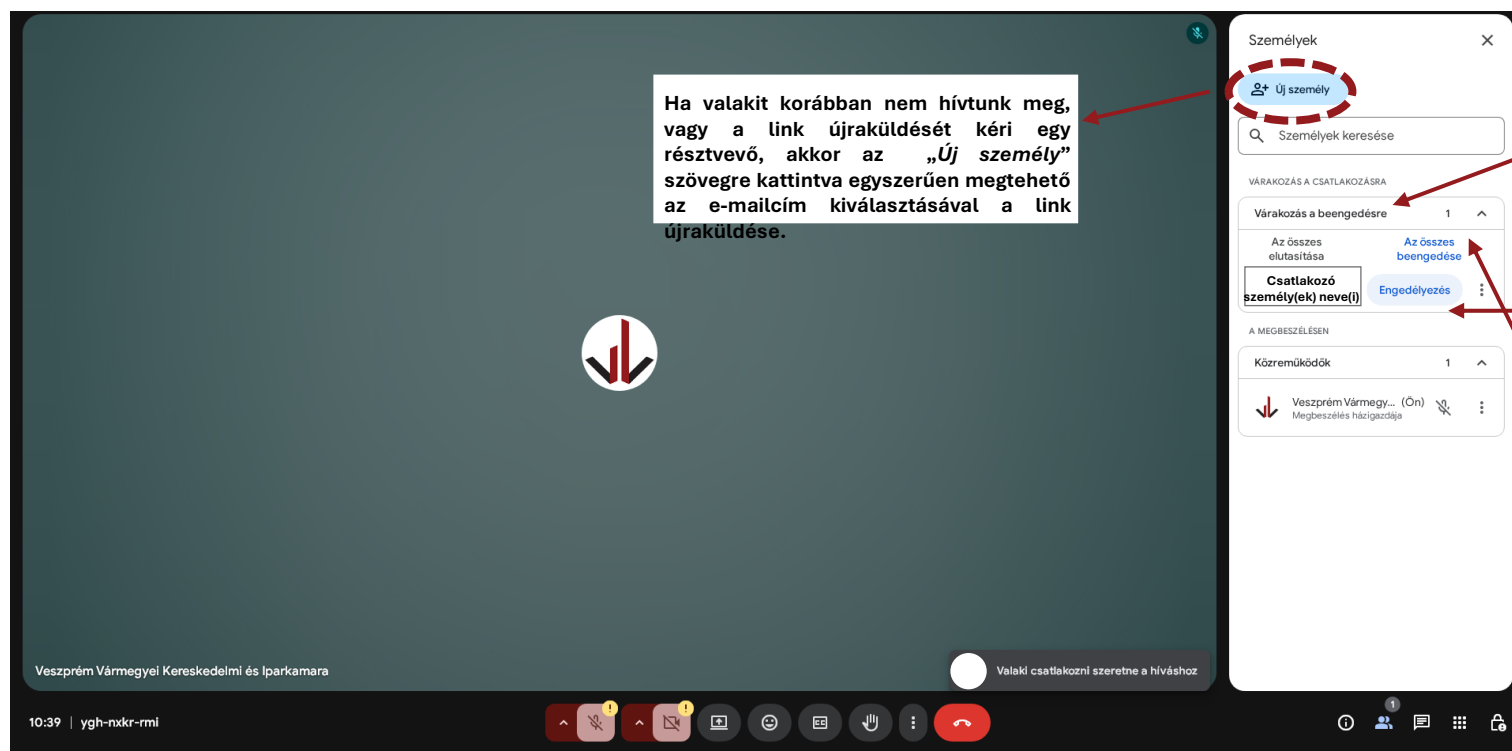 Személyek
Új személy
Személyek keresése
VÁRAKOZÁS A CSATLAKOZÁSRA
Várakozás a beengedésre 1
Az összes elutasítása
Az összes beengedése
Csatlakozó
személy(ek) neve(i)
Engedélyezés
A MEGBESZÉLÉSEN
Közreműködők 1
Veszprém Vármegy... (Ön)
Megbeszélés házigazdája
Ha valakit korábban nem hívtunk meg,
vagy a link újraküldését kéri egy
résztvevő, akkor az „Új személy”
szövegre kattintva egyszerűen megtehető
az e-mailcím kiválasztásával a link
újraküldése.
Veszprém Vármegyei Kereskedelmi és Iparkamara
Valaki csatlakozni szeretne a híváshoz
10:39 | ygh-nxkr-rmi
1